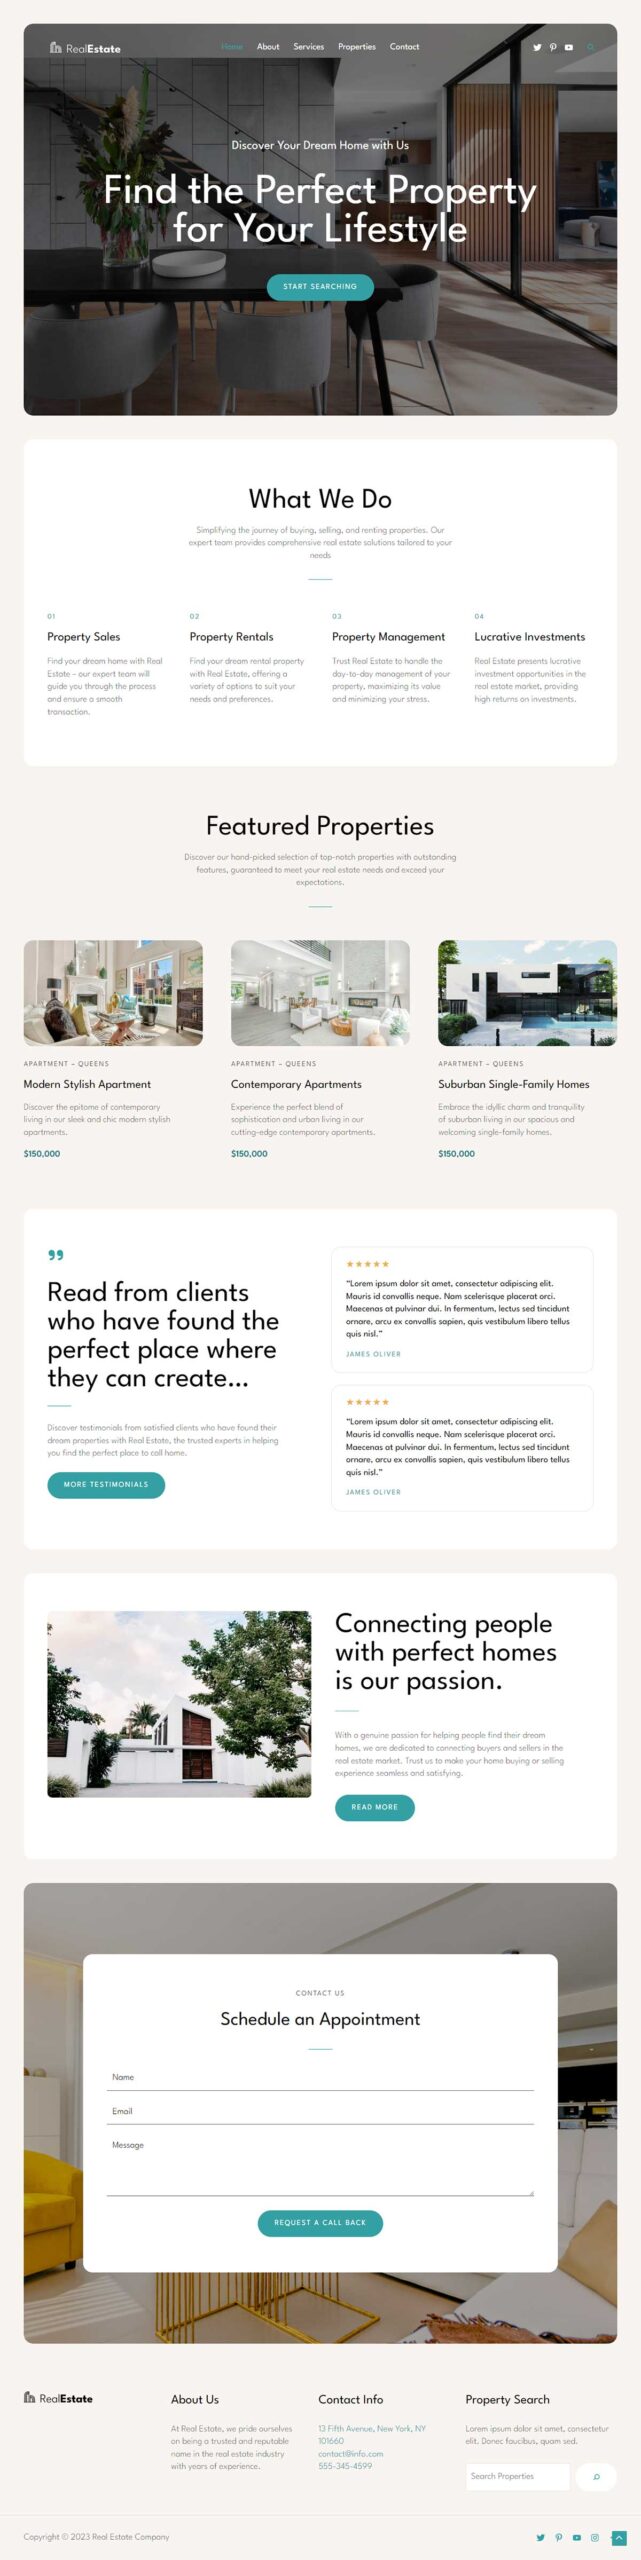 RealEstate
Home About Services Properties Contact
Discover Your Dream Home with Us
Find the Perfect Property
for Your Lifestyle
START SEARCHING
What We Do
Simplifying the journey of buying, selling, and renting properties. Our
expert team provides comprehensive real estate solutions tailored to your
needs
01
Property Sales
Find your dream home with Real
Estate – our expert team will
guide you through the process
and ensure a smooth
transaction.
02
Property Rentals
Find your dream rental property
with Real Estate, offering a
variety of options to suit your
needs and preferences.
03
Property Management
Trust Real Estate to handle the
day-to-day management of your
property, maximizing its value
and minimizing your stress.
04
Lucrative Investments
Real Estate presents lucrative
investment opportunities in the
real estate market, providing
high returns on investments.
Featured Properties
Discover our hand-picked selection of top-notch properties with outstanding
features, guaranteed to meet your real estate needs and exceed your
expectations.
APARTMENT – QUEENS
Modern Stylish Apartment
Discover the epitome of contemporary
living in our sleek and chic modern stylish
apartments.
$150,000
APARTMENT – QUEENS
Contemporary Apartments
Experience the perfect blend of
sophistication and urban living in our
cutting-edge contemporary apartments.
$150,000
APARTMENT – QUEENS
Suburban Single-Family Homes
Embrace the idyllic charm and tranquility
of suburban living in our spacious and
welcoming single-family homes.
$150,000
Read from clients
who have found the
perfect place where
they can create...
Discover testimonials from satisfied clients who have found their
dream properties with Real Estate, the trusted experts in helping
you find the perfect place to call home.
MORE TESTIMONIALS
"Lorem ipsum dolor sit amet, consectetur adipiscing elit.
Mauris id convallis neque. Nam scelerisque placerat orci.
Maecenas at pulvinar dui. In fermentum, lectus sed tincidunt
ornare, arcu ex convallis sapien, quis vestibulum libero tellus
quis nisl."
JAMES OLIVER
"Lorem ipsum dolor sit amet, consectetur adipiscing elit.
Mauris id convallis neque. Nam scelerisque placerat orci.
Maecenas at pulvinar dui. In fermentum, lectus sed tincidunt
ornare, arcu ex convallis sapien, quis vestibulum libero tellus
quis nisl."
JAMES OLIVER
Connecting people
with perfect homes
is our passion.
With a genuine passion for helping people find their dream
homes, we are dedicated to connecting buyers and sellers in the
real estate market. Trust us to make your home buying or selling
experience seamless and satisfying.
READ MORE
CONTACT US
Schedule an Appointment
Name
Email
Message
REQUEST A CALL BACK
RealEstate
About Us
At Real Estate, we pride ourselves
on being a trusted and reputable
name in the real estate industry
with years of experience.
Contact Info
13 Fifth Avenue, New York, NY
101660
contact@info.com
555-345-4599
Property Search
Lorem ipsum dolor sit amet, consectetur
elit. Donec faucibus, quam sed.
Search Properties
Copyright © 2023 Real Estate Company